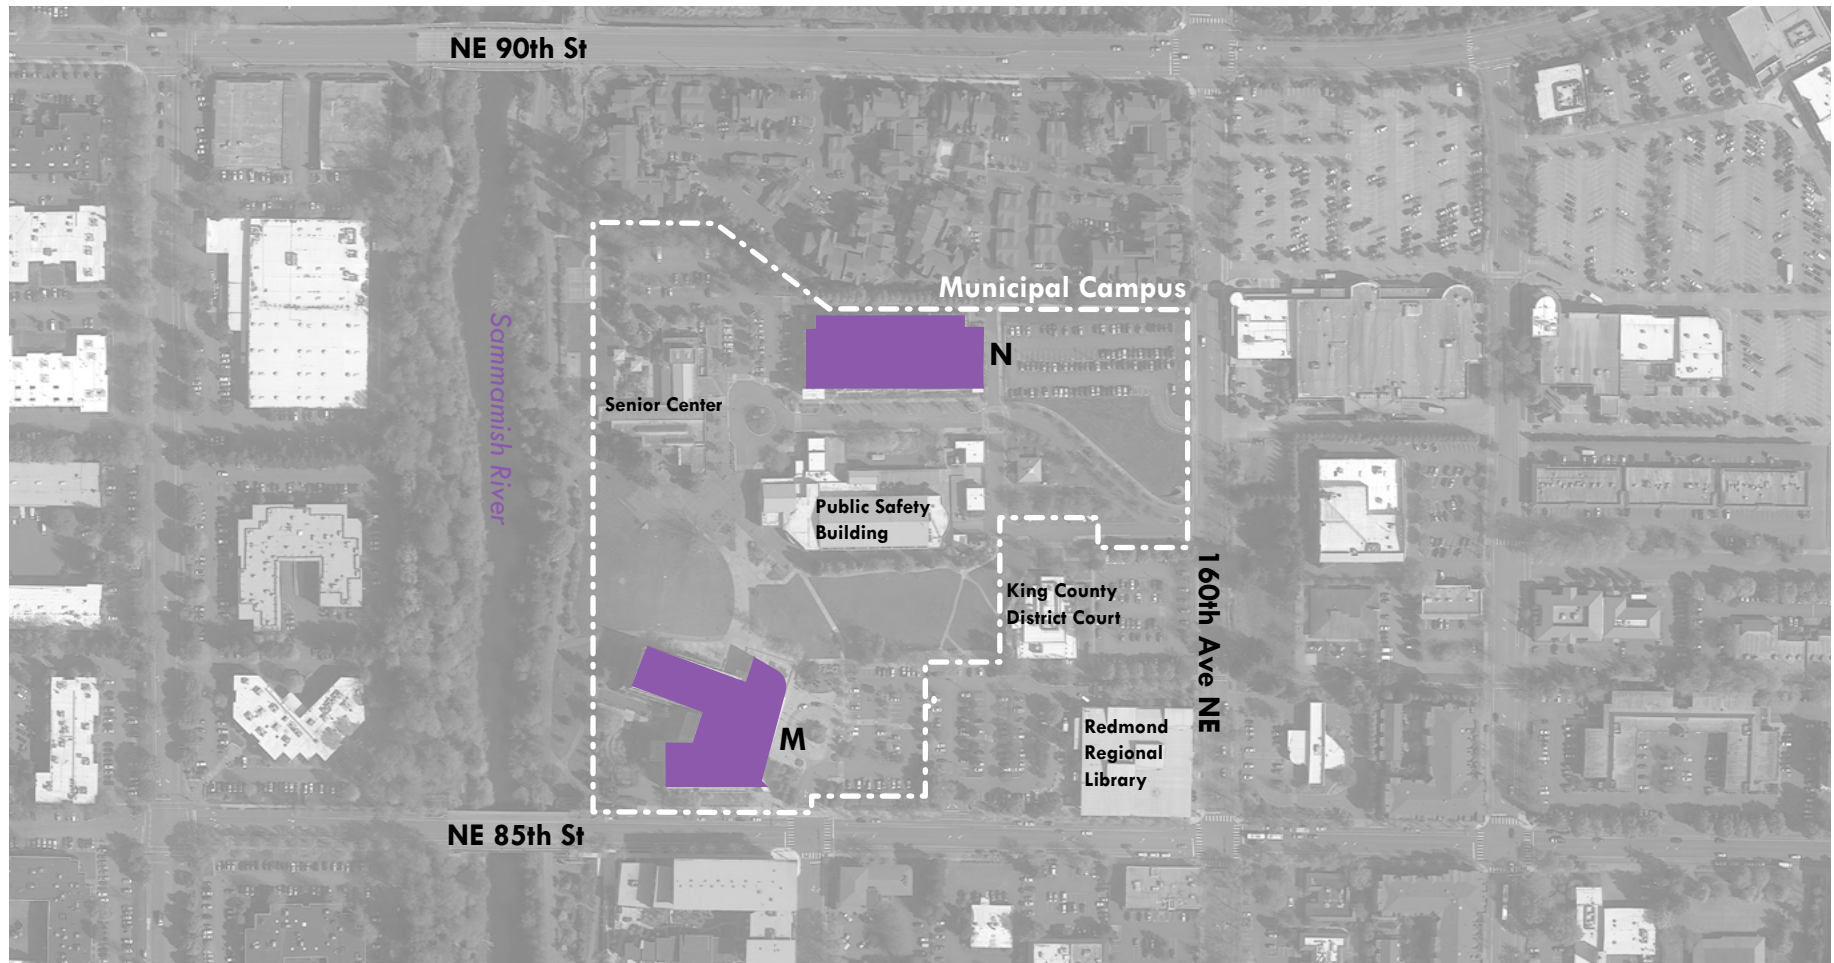 NE 90th St
Municipal Campus
N
Sammamish River
Senior Center
Public Safety
Building
160th Ave NE
King County
District Court
M
Redmond
Regional
Library
NE 85th St